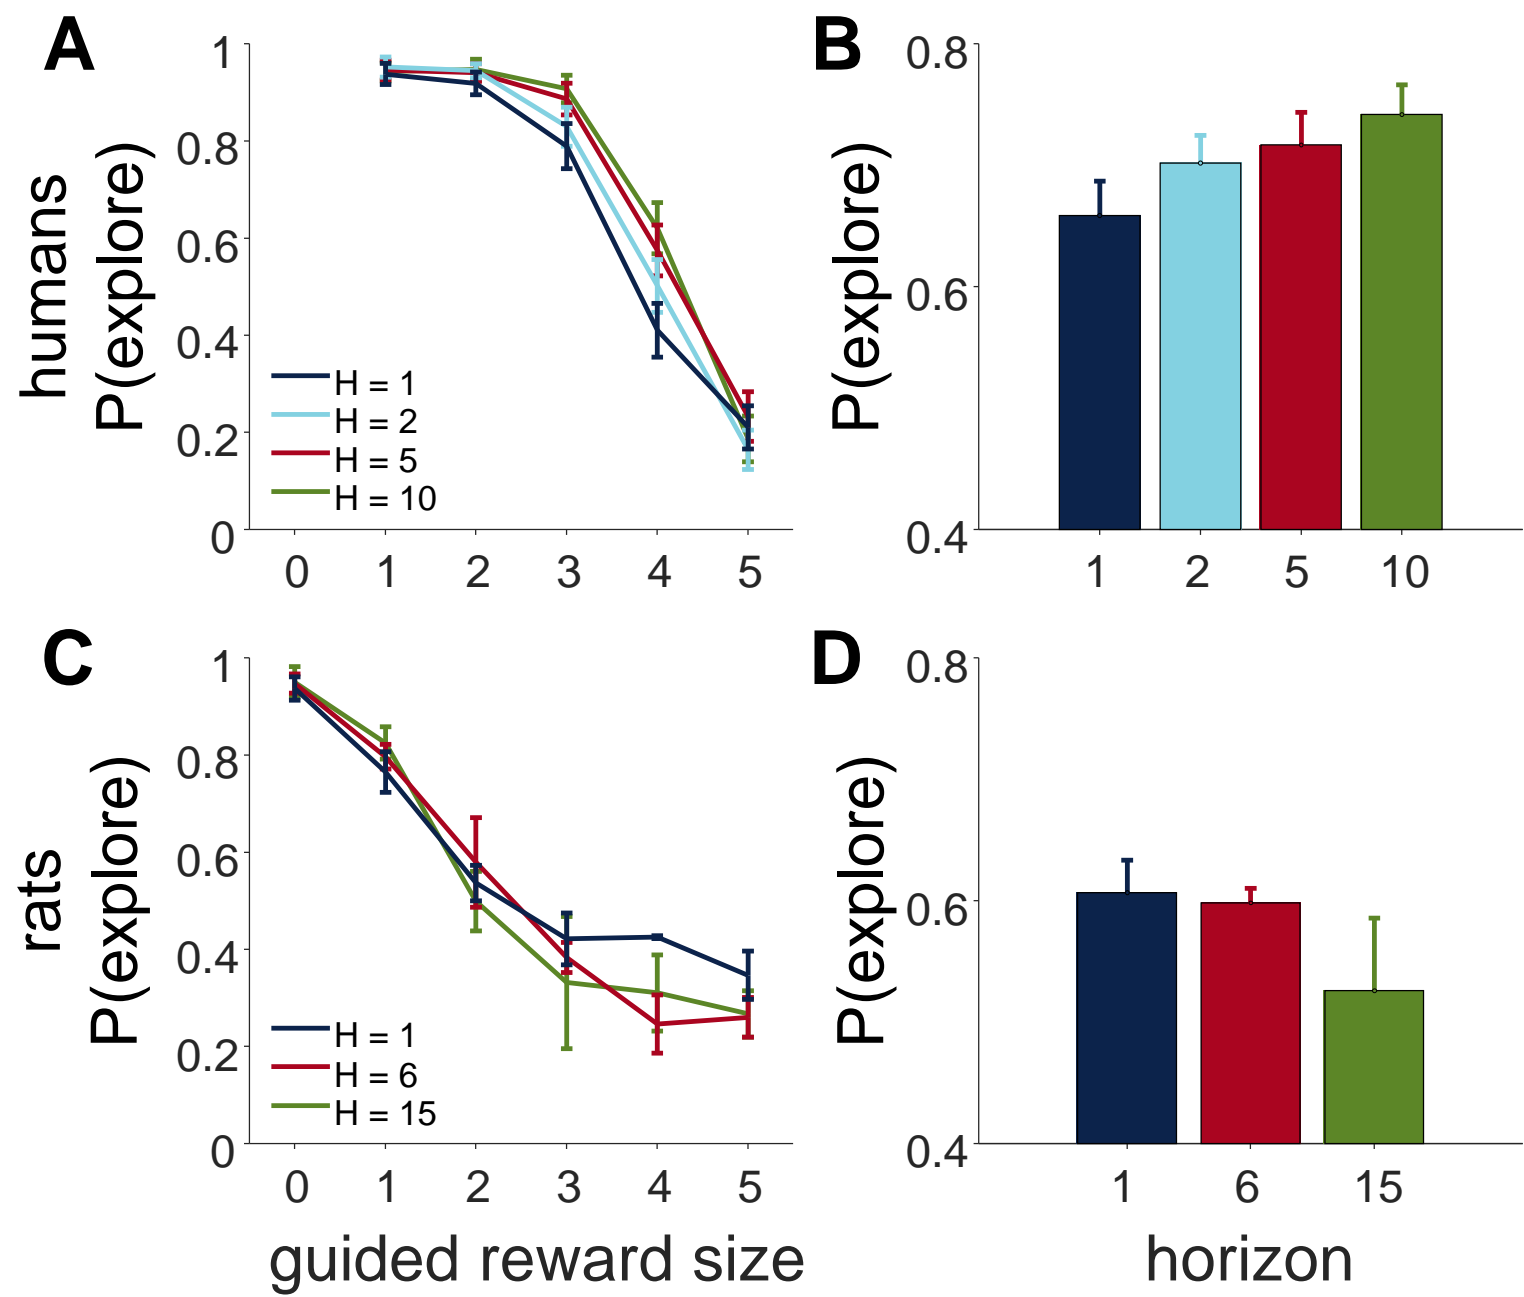 A
humans
P(explore)
1
0.8
0.6
0.4
0.2
0
H = 1
H = 2
H = 5
H = 10
0 1 2 3 4 5
B
P(explore)
0.8
0.6
0.4
1 2 5 10
C
rats
P(explore)
1
0.8
0.6
0.4
0.2
0
H = 1
H = 6
H = 15
0 1 2 3 4 5
guided reward size
D
P(explore)
0.8
0.6
0.4
1 6 15
horizon